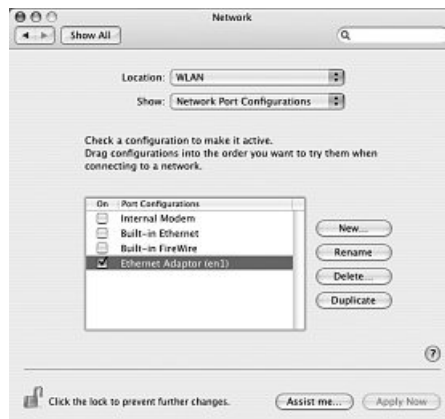 Network
Show All
Location: WLAN
Show: Network Port Configurations
Check a configuration to make it active.
Drag configurations into the order you want to try them when
connecting to a network.
On Port Configurations
Internal Modem
Built-in Ethernet
Built-in FireWire
Ethernet Adaptor (en1)
New...
Rename
Delete...
Duplicate
?
Click the lock to prevent further changes.
Assist me... Apply Now